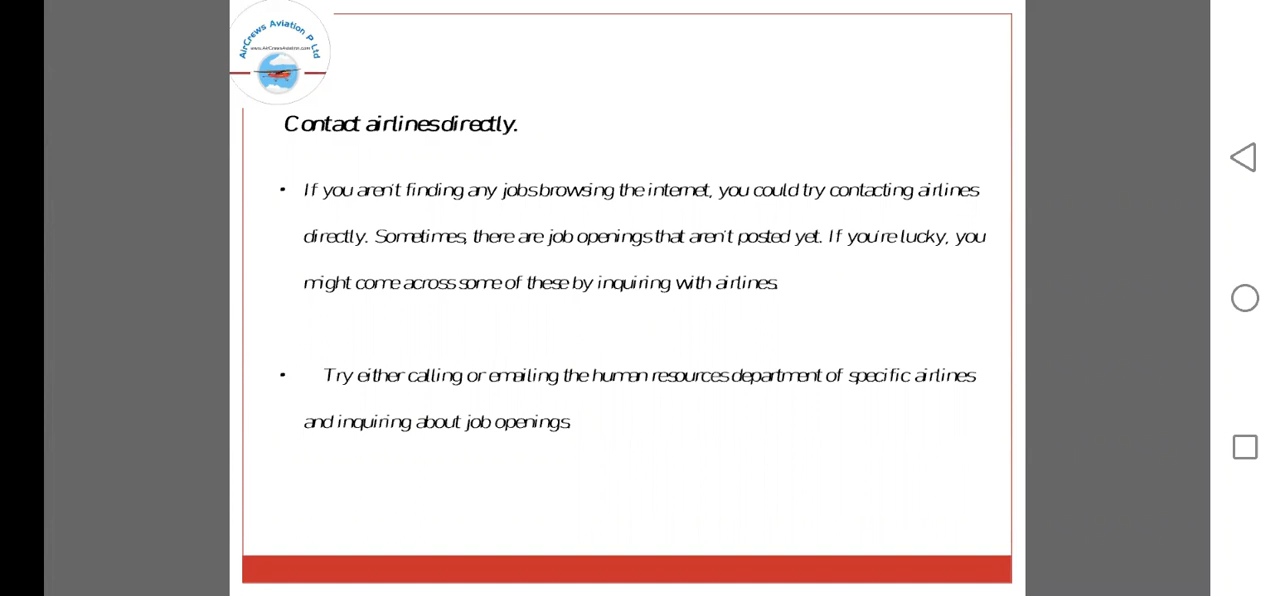 AirCrews Aviation P Ltd
www.AirCrewsAviation.com
Contact airlines directly.
• If you aren't finding any jobs browsing the internet, you could try contacting airlines
directly. Sometimes, there are job openings that aren't posted yet. If you're lucky, you
might come across some of these by inquiring with airlines.
• Try either calling or emailing the human resources department of specific airlines
and inquiring about job openings.